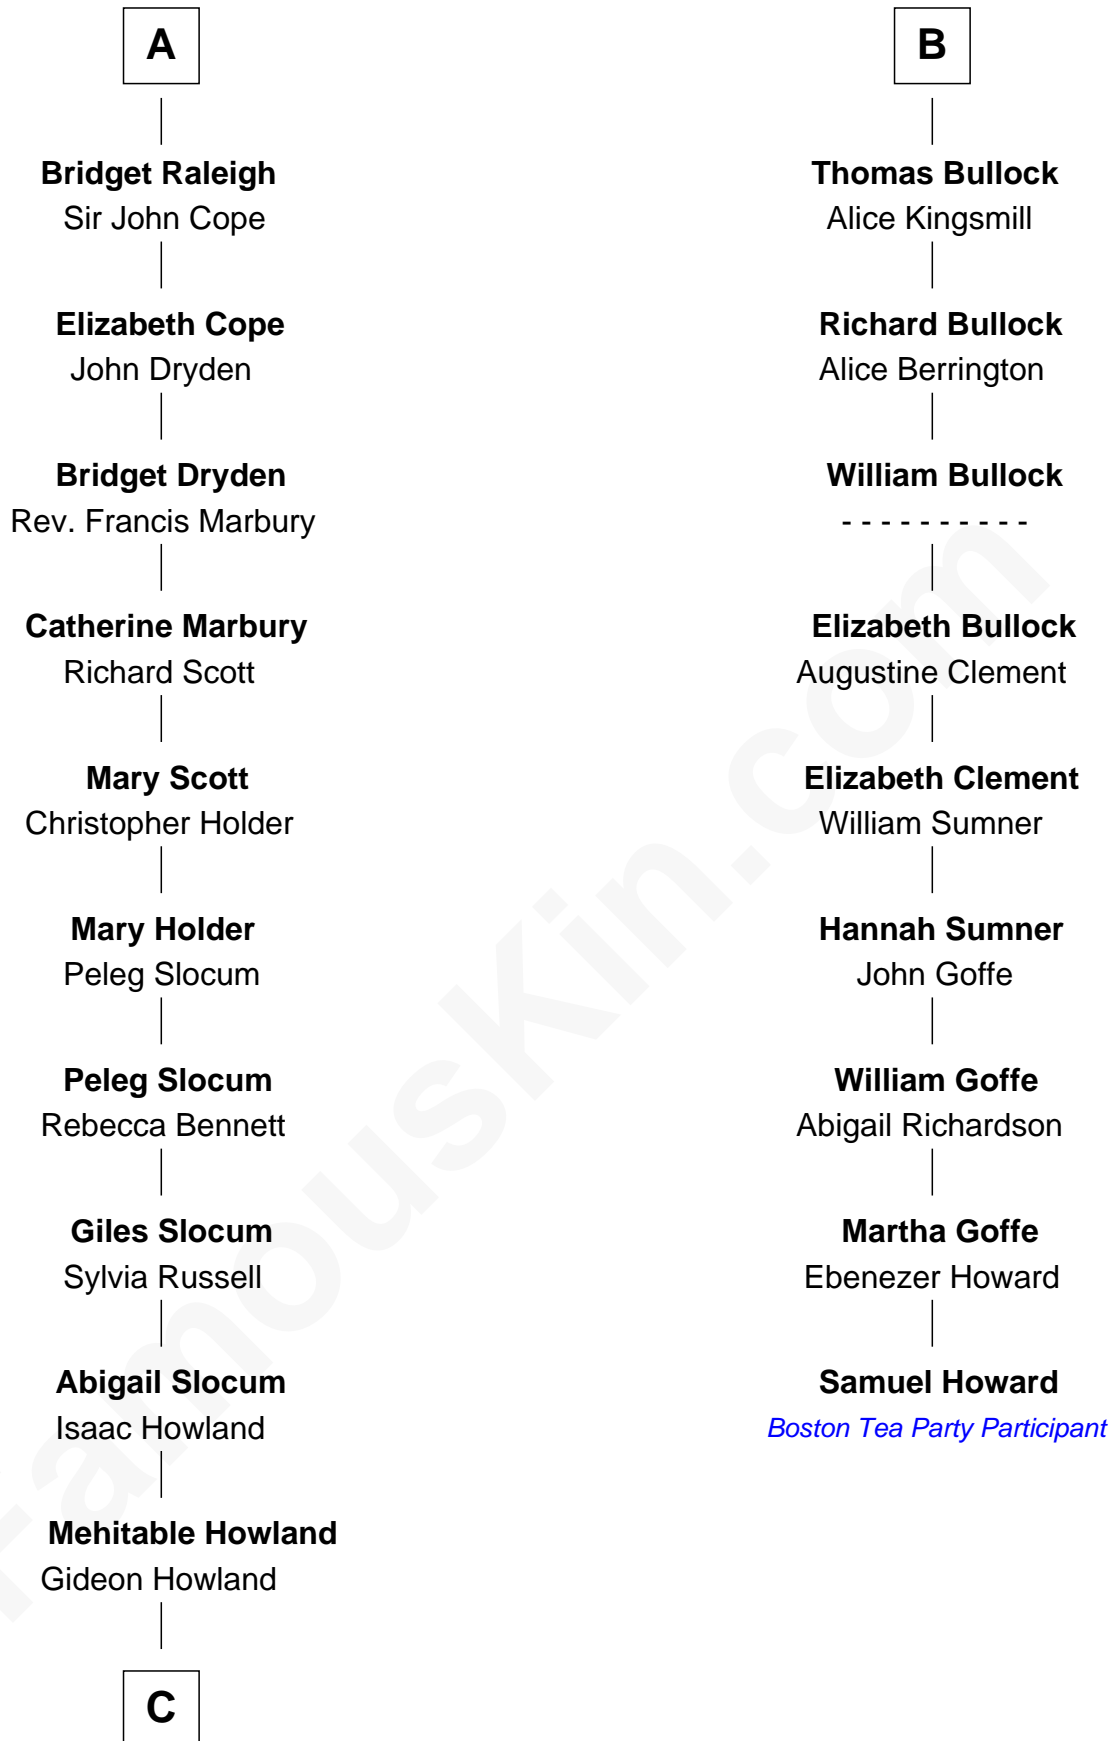 A
Bridget Raleigh
Sir John Cope
Elizabeth Cope
John Dryden
Bridget Dryden
Rev. Francis Marbury
Catherine Marbury
Richard Scott
Mary Scott
Christopher Holder
Mary Holder
Peleg Slocum
Peleg Slocum
Rebecca Bennett
Giles Slocum
Sylvia Russell
Abigail Slocum
Isaac Howland
Mehitable Howland
Gideon Howland
C
B
Thomas Bullock
Alice Kingsmill
Richard Bullock
Alice Berrington
William Bullock
- - - - - - - - - -
Elizabeth Bullock
Augustine Clement
Elizabeth Clement
William Sumner
Hannah Sumner
John Goffe
William Goffe
Abigail Richardson
Martha Goffe
Ebenezer Howard
Samuel Howard
Boston Tea Party Participant
FamousKin.com